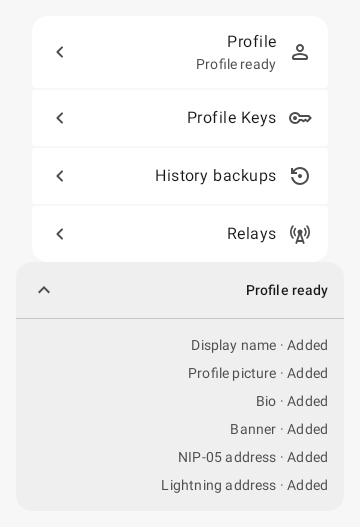 Profile
Profile ready
Profile Keys
History backups
Relays
Profile ready
Display name · Added
Profile picture · Added
Bio · Added
Banner · Added
NIP-05 address · Added
Lightning address · Added